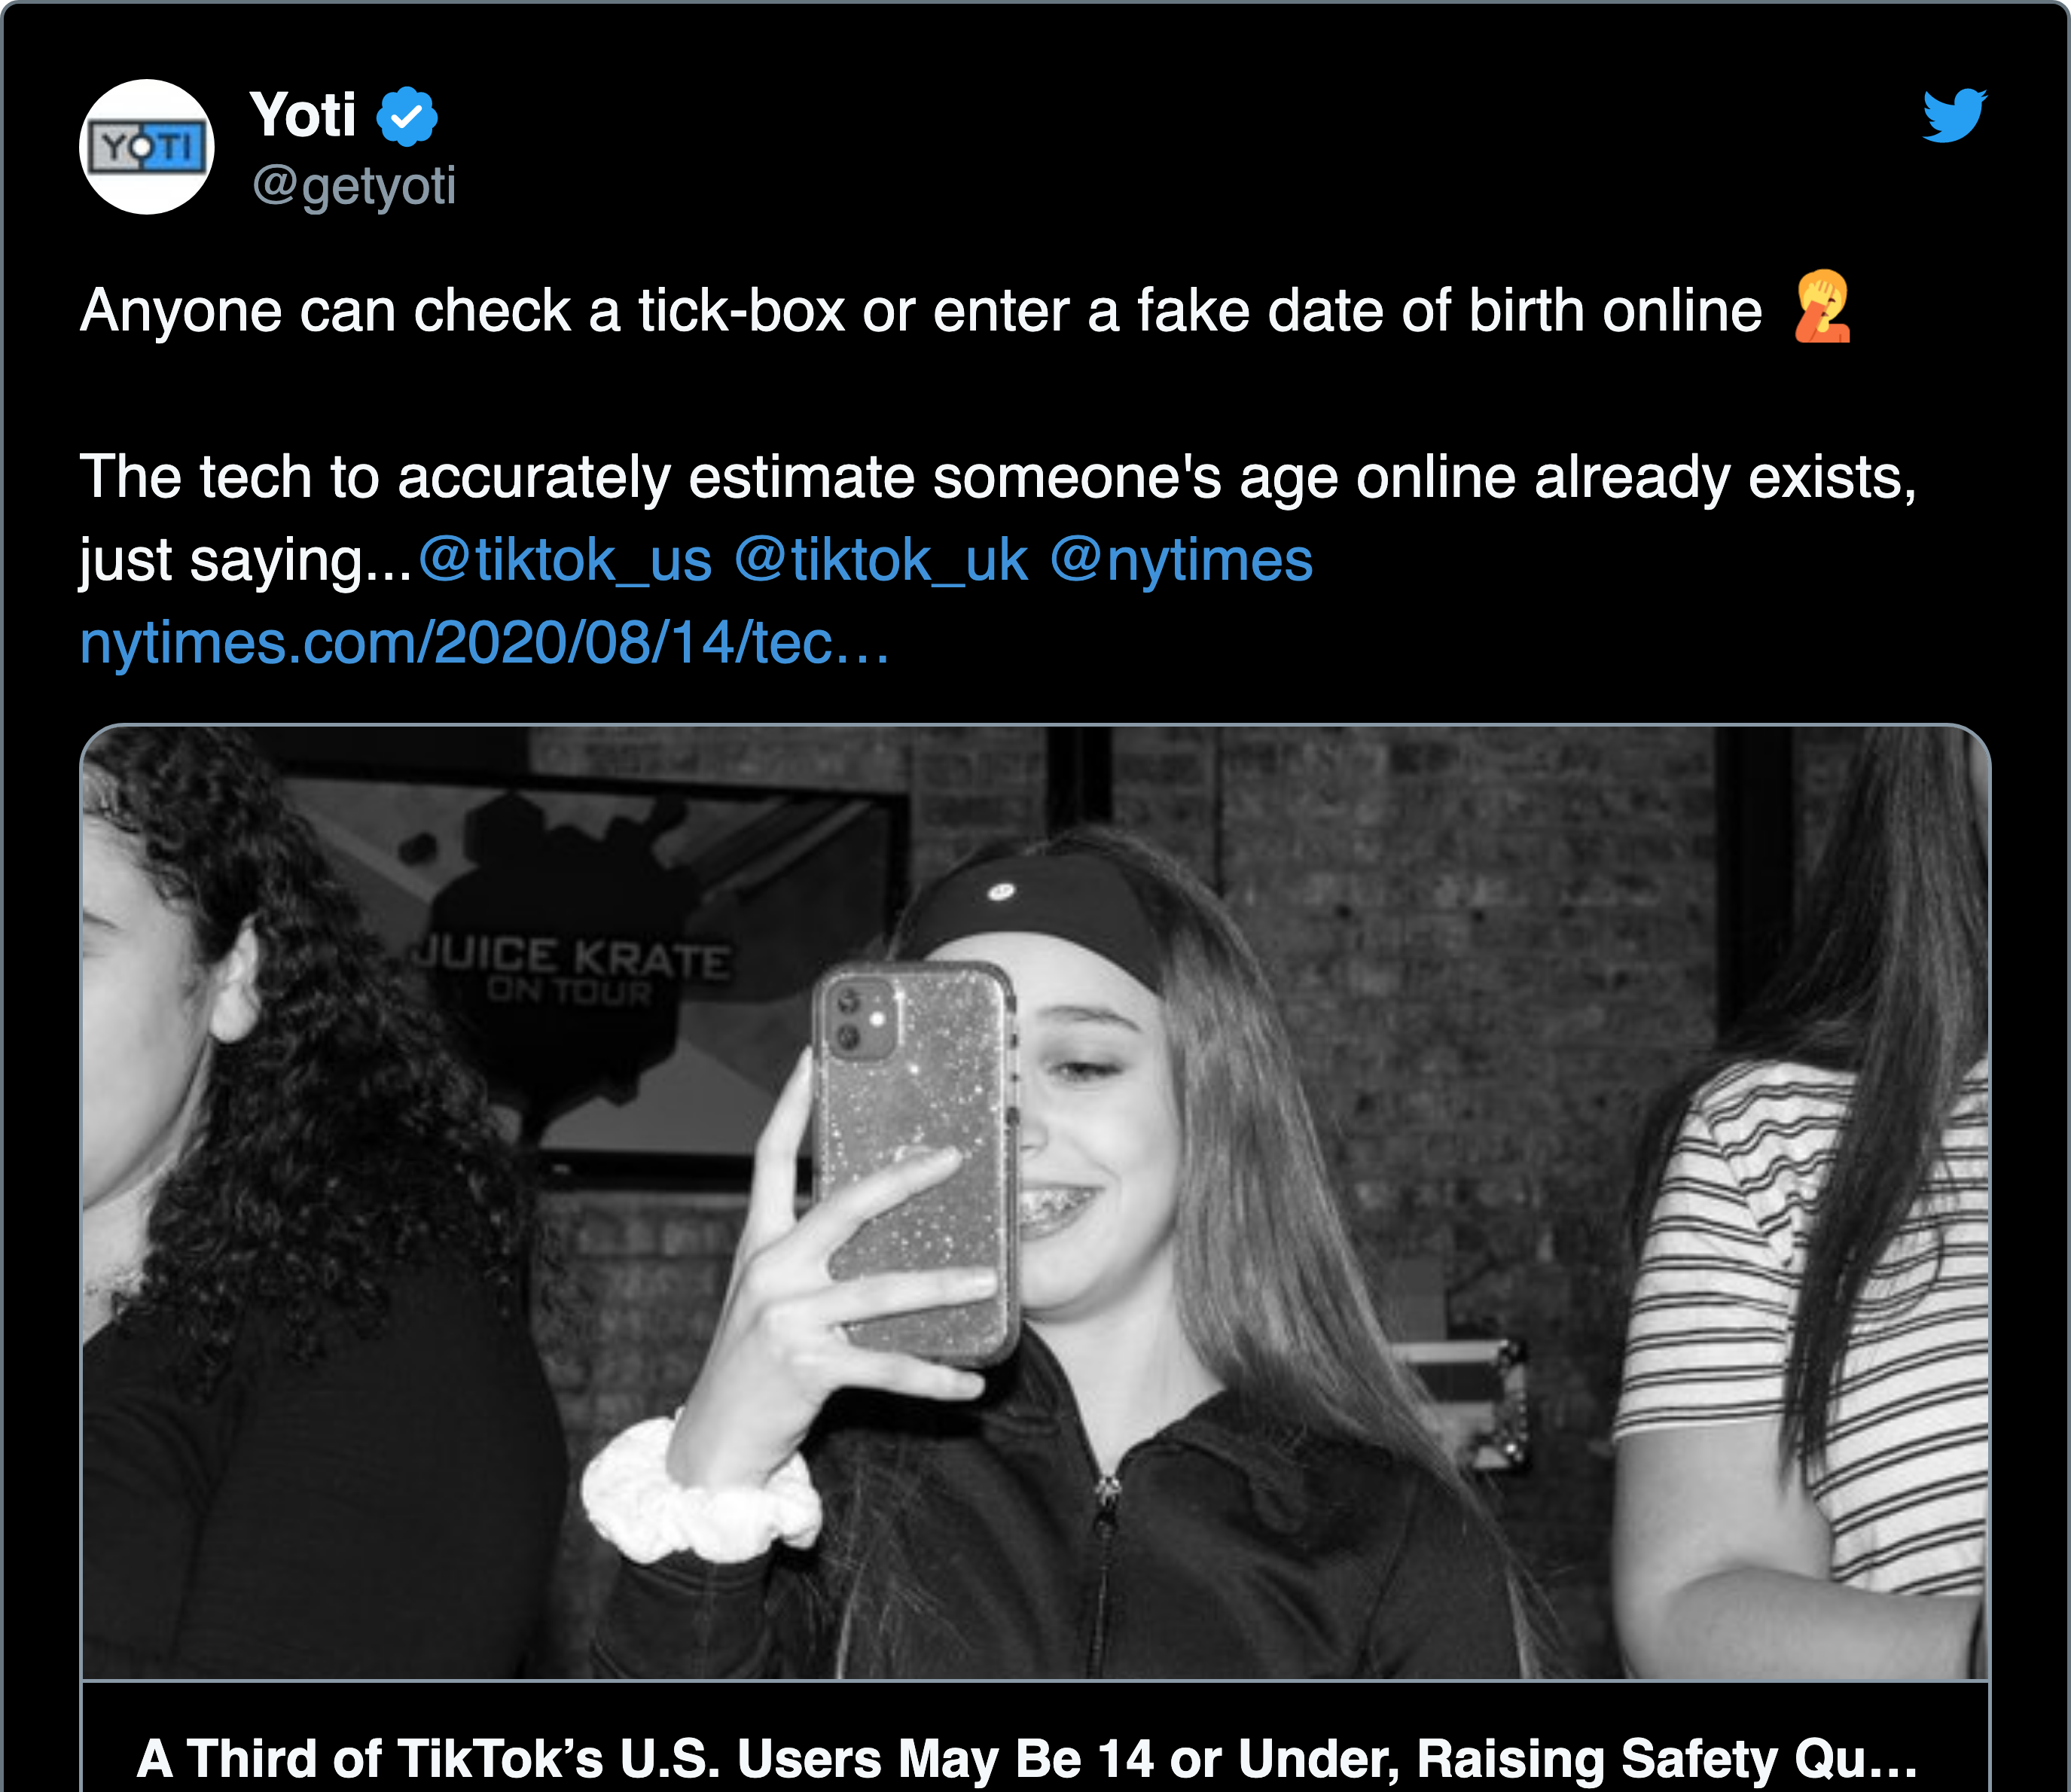 YOTI
Yoti
@getyoti
Anyone can check a tick-box or enter a fake date of birth online 🤦
The tech to accurately estimate someone's age online already exists,
just saying...@tiktok_us @tiktok_uk @nytimes
nytimes.com/2020/08/14/tec…
JUICE KRATE
ON TOUR
A Third of TikTok’s U.S. Users May Be 14 or Under, Raising Safety Qu…